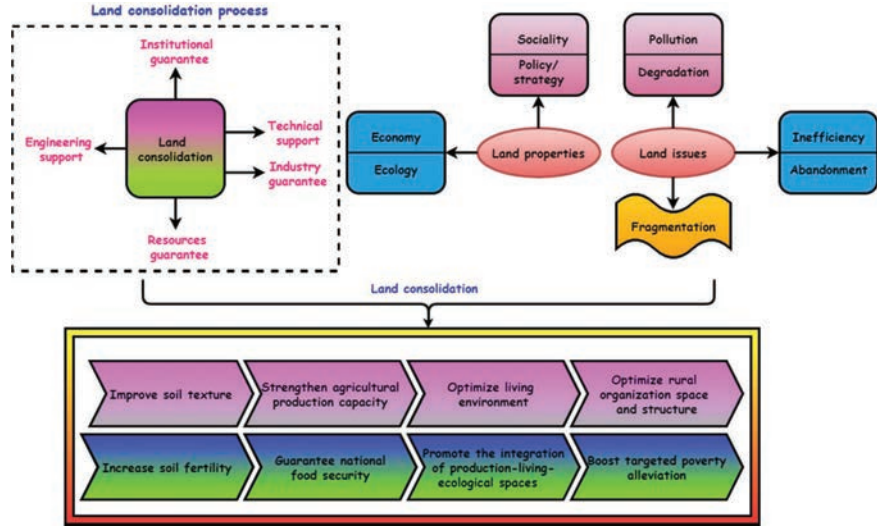 Land consolidation process
Institutional
guarantee
Engineering
support
Land
consolidation
Technical
support
Industry
guarantee
Resources
guarantee
Sociality
Policy/
strategy
Economy
Ecology
Land properties
Pollution
Degradation
Land issues
Inefficiency
Abandonment
Fragmentation
Land consolidation
Improve soil texture
Strengthen agricultural
production capacity
Optimize living
environment
Optimize rural
organization space
and structure
Increase soil fertility
Guarantee national
food security
Promote the integration
of production-living-
ecological spaces
Boost targeted poverty
alleviation